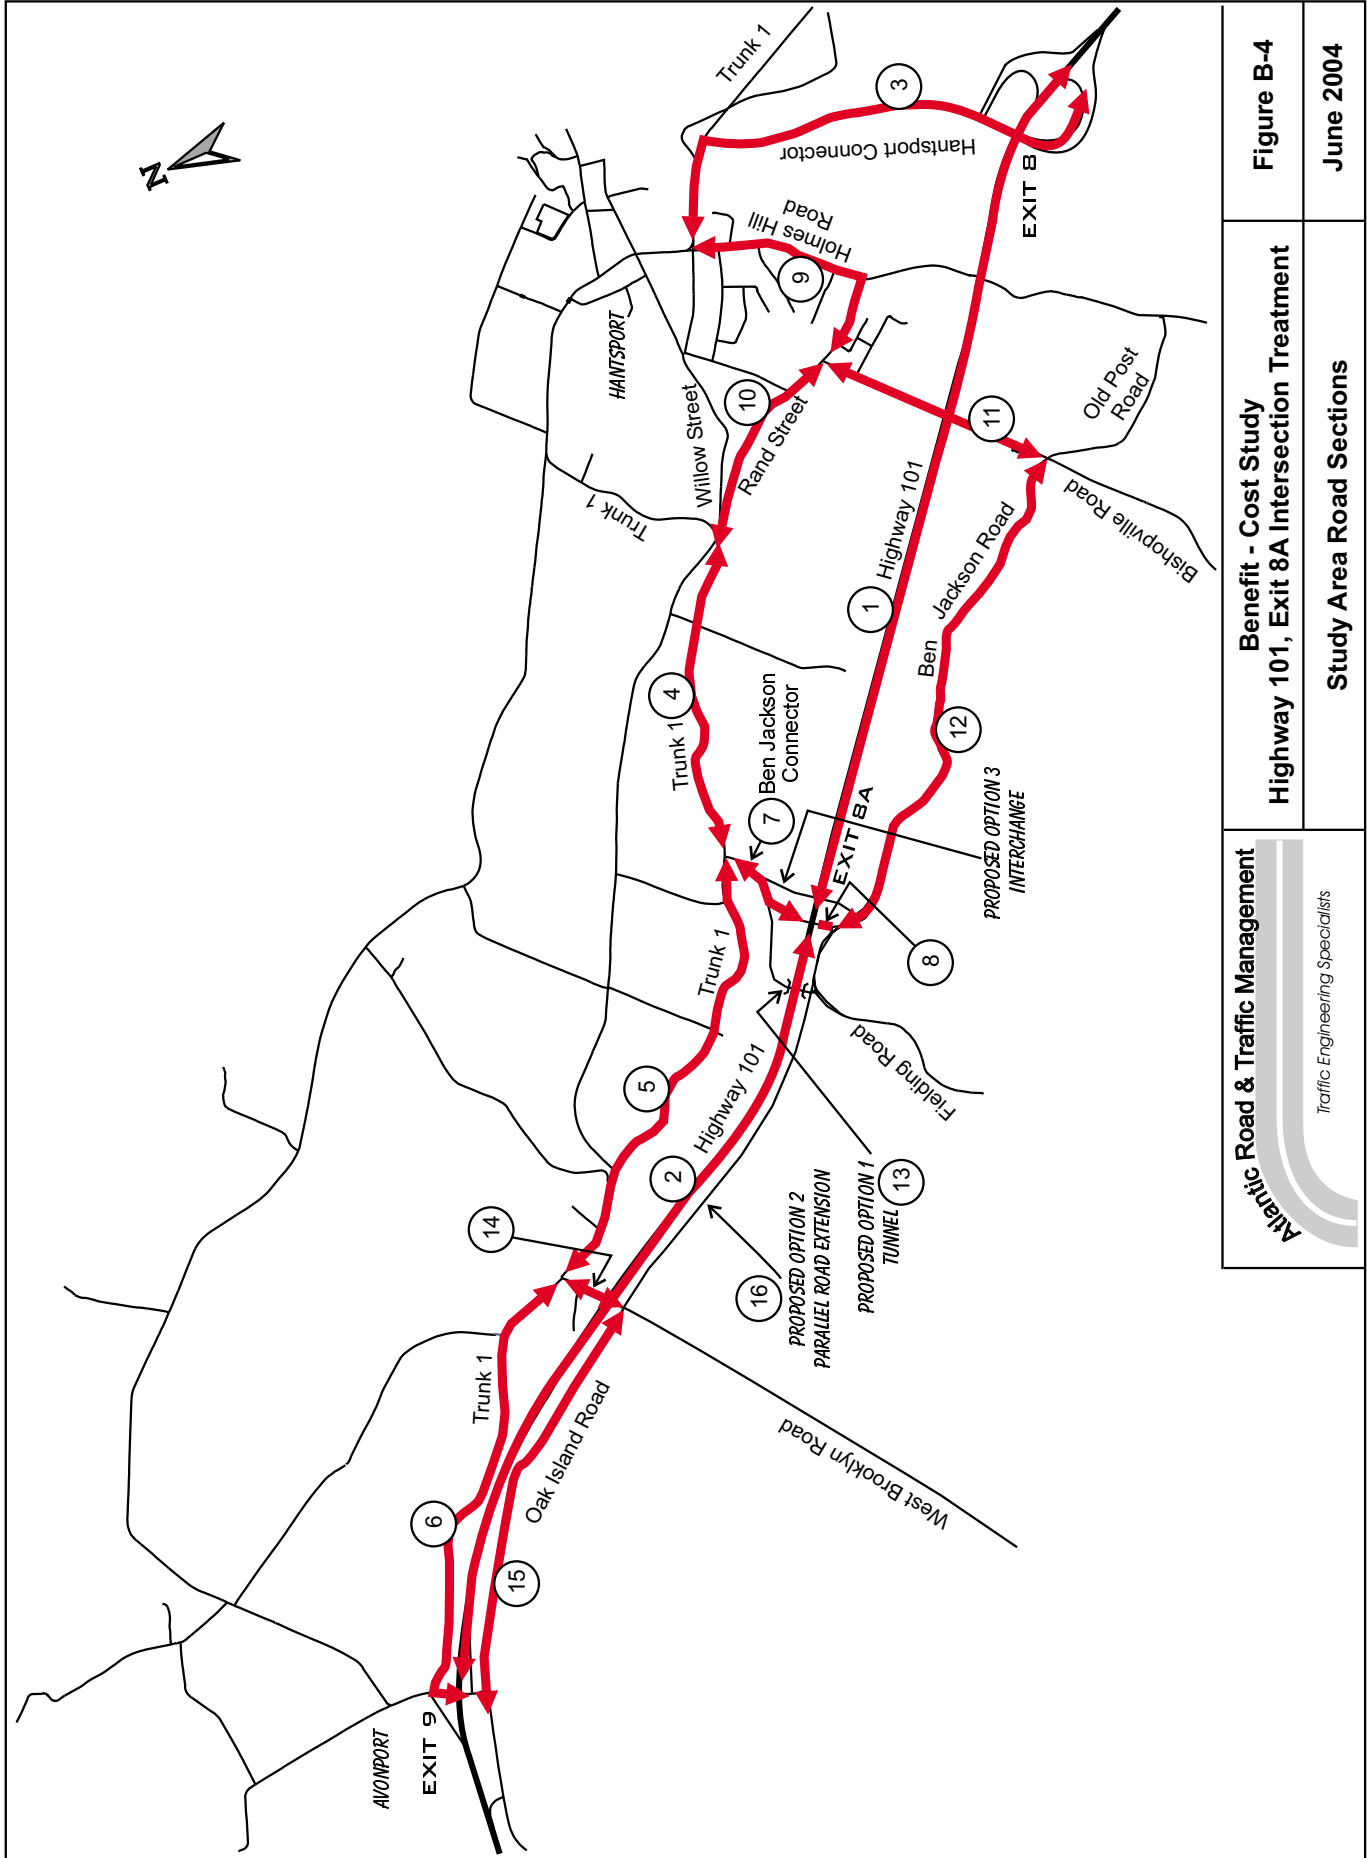 N
AVONPORT
EXIT 9
6
Trunk 1
15
Oak Island Road
West Brooklyn Road
14
5
Trunk 1
2
Highway 101
16
PROPOSED OPTION 2
PARALLEL ROAD EXTENSION
PROPOSED OPTION 1
TUNNEL
13
Fielding Road
8
7
Ben Jackson
Connector
EXIT 8A
PROPOSED OPTION 3
INTERCHANGE
4
Trunk 1
12
Ben
Jackson Road
1
Highway 101
Trunk 1
HANTSPORT
Willow Street
10
Rand Street
11
Bishopville Road
Old Post
Road
9
Holmes Hill
Road
Trunk 1
3
Hantsport Connector
EXIT 8
Atlantic Road & Traffic Management
Traffic Engineering Specialists
Benefit - Cost Study
Highway 101, Exit 8A Intersection Treatment
Study Area Road Sections
Figure B-4
June 2004